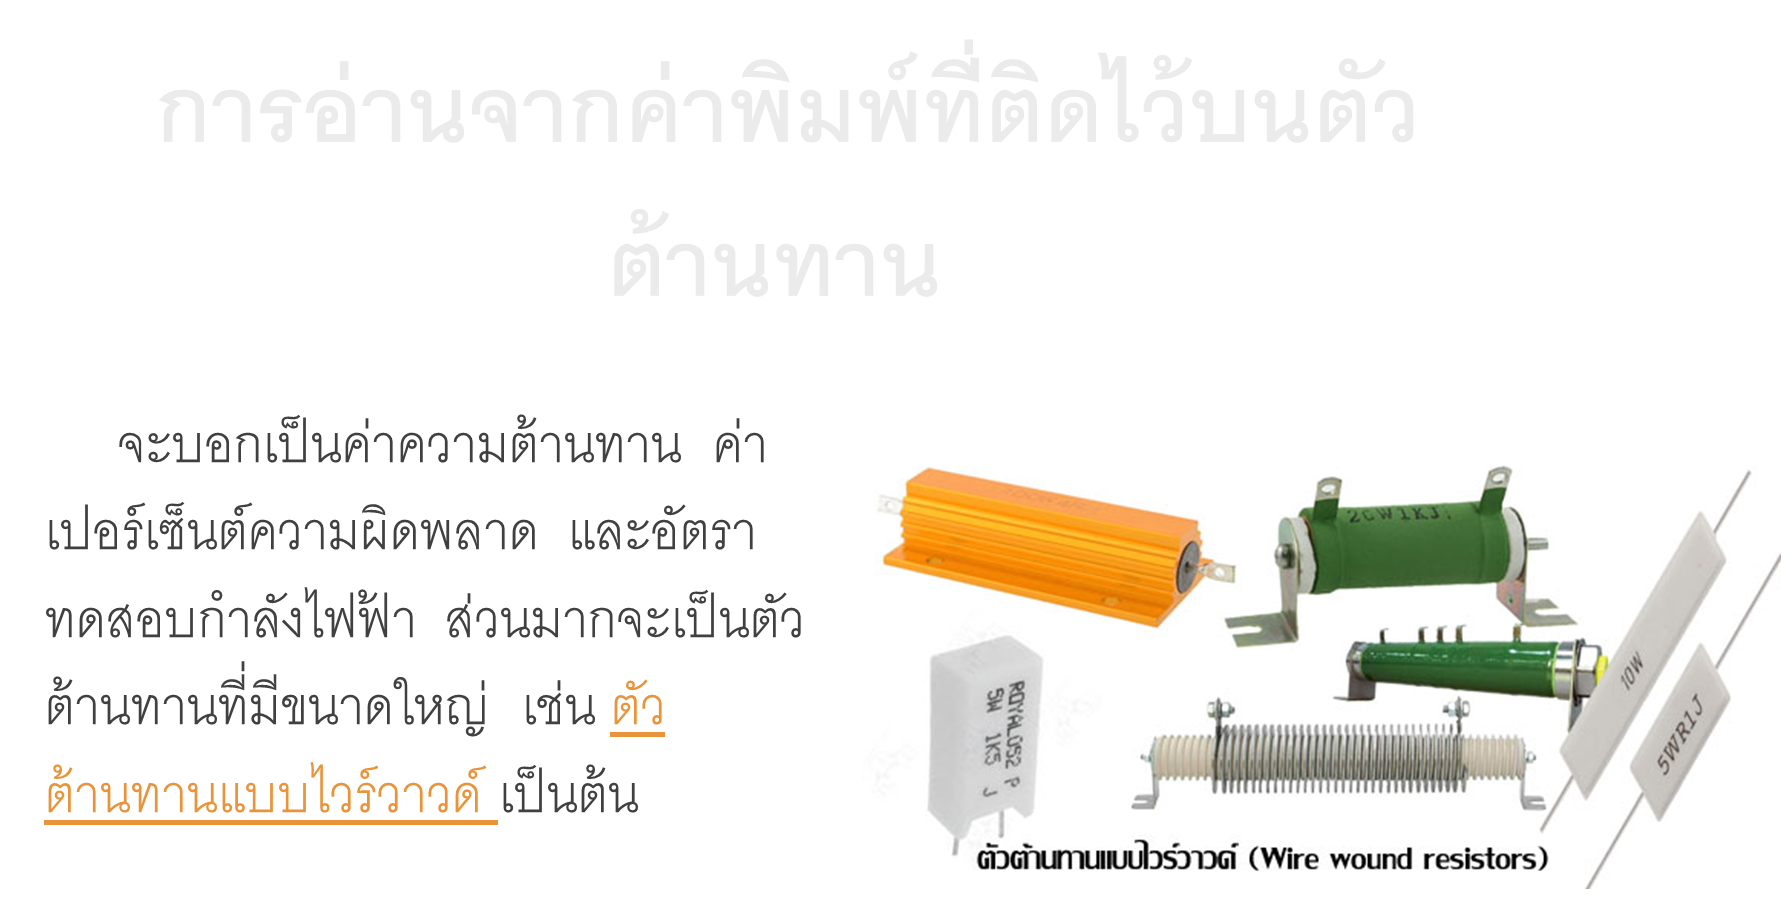 การอ่านจากค่าพิมพ์ที่ติดไว้บนตัว
ต้านทาน
จะบอกเป็นค่าความต้านทาน ค่า
เปอร์เซ็นต์ความผิดพลาด และอัตรา
ทดสอบกำลังไฟฟ้า ส่วนมากจะเป็นตัว
ต้านทานที่มีขนาดใหญ่ เช่น ตัว
ต้านทานแบบไวร์วาวด์ เป็นต้น
ROYALOS2 P
5W 1K5 J
10W
5WR1J
ตัวต้านทานแบบไวร์วาวด์ (Wire wound resistors)